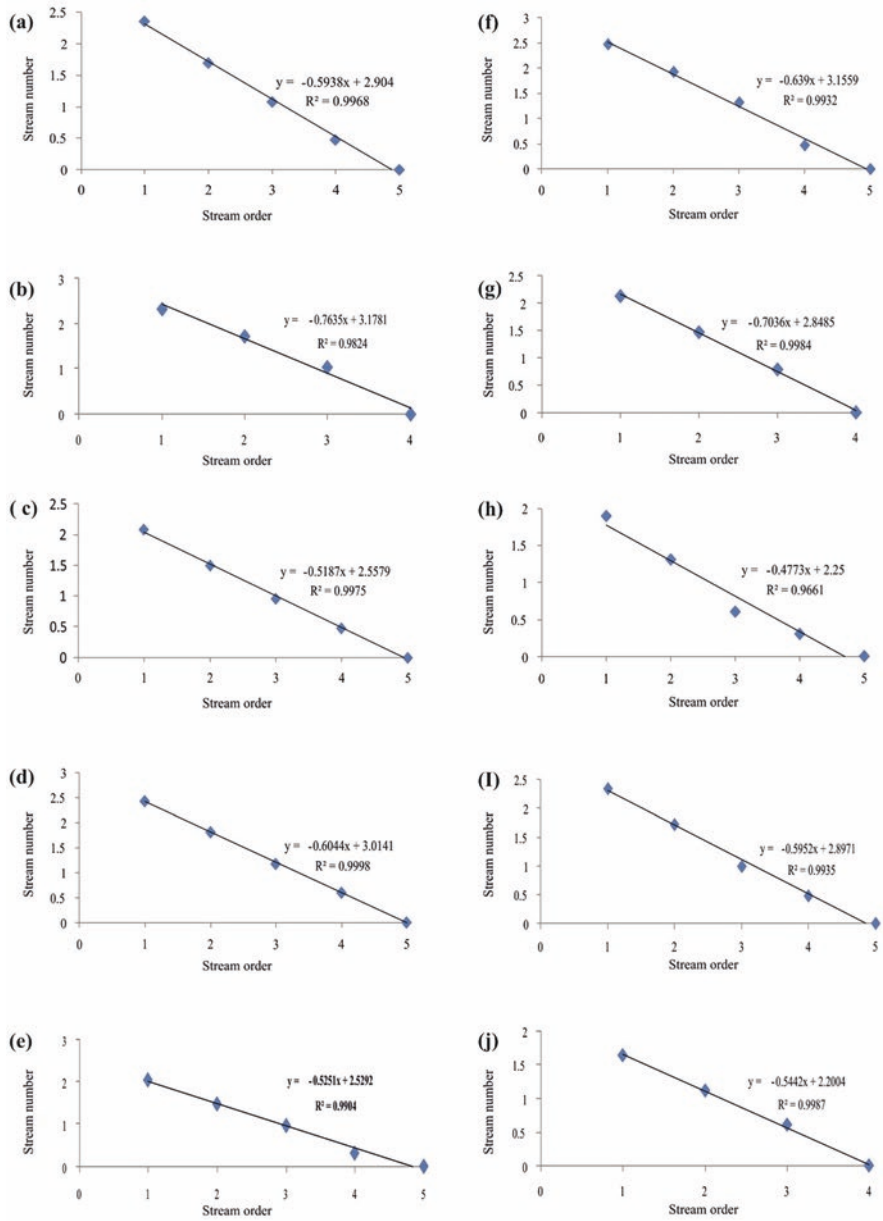 (a)
2.5
2
1.5
1
0.5
0
Stream number
y = -0.5938x + 2.904
R² = 0.9968
0 1 2 3 4 5
Stream order
(b)
3
2
1
0
Stream number
y = -0.7635x + 3.1781
R² = 0.9824
0 1 2 3 4
Stream order
( c)
2.5
2
1.5
1
0.5
0
Stream number
y = -0.5187x + 2.5579
R² = 0.9975
0 1 2 3 4 5
Stream order
(d)
3
2.5
2
1.5
1
0.5
0
Stream number
y = -0.6044x + 3.0141
R² = 0.9998
0 1 2 3 4 5
Stream order
(e)
3
2
1
0
Stream number
y = -0.5251x + 2.5292
R² = 0.9904
0 1 2 3 4 5
Stream order
(f)
3
2.5
2
1.5
1
0.5
0
Stream number
y = -0.639x + 3.1559
R² = 0.9932
0 1 2 3 4 5
Stream order
(g)
2.5
2
1.5
1
0.5
0
Stream number
y = -0.7036x + 2.8485
R² = 0.9984
0 1 2 3 4
Stream order
(h)
2
1.5
1
0.5
0
Stream number
y = -0.4773x + 2.25
R² = 0.9661
0 1 2 3 4 5
Stream order
(I)
2.5
2
1.5
1
0.5
0
Stream number
y = -0.5952x + 2.8971
R² = 0.9935
0 1 2 3 4 5
Stream order
(j)
2
1.5
1
0.5
0
Stream number
y = -0.5442x + 2.2004
R² = 0.9987
0 1 2 3 4
Stream order